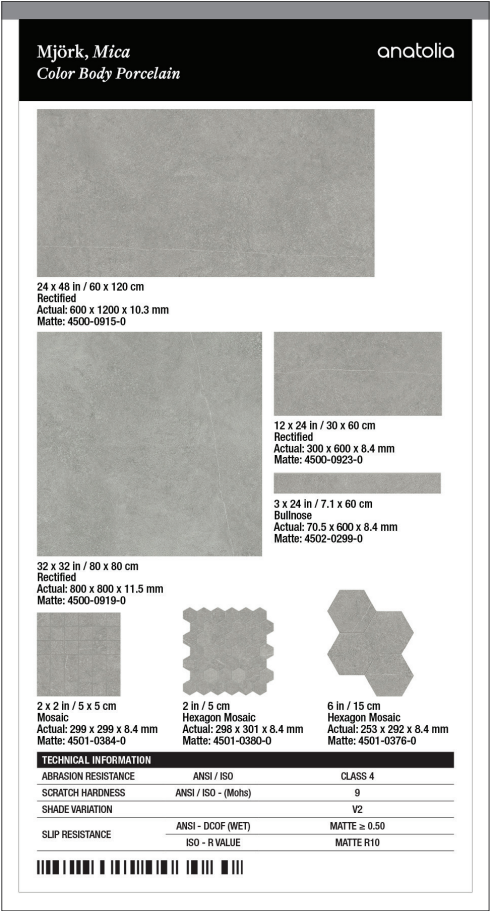 Mjörk, Mica
anatolia
Color Body Porcelain
24 x 48 in / 60 x 120 cm
Rectified
Actual: 600 x 1200 x 10.3 mm
Matte: 4500-0915-0
12 x 24 in / 30 x 60 cm
Rectified
Actual: 300 x 600 x 8.4 mm
Matte: 4500-0923-0
3 x 24 in / 7.1 x 60 cm
Bullnose
Actual: 70.5 x 600 x 8.4 mm
Matte: 4502-0299-0
32 x 32 in / 80 x 80 cm
Rectified
Actual: 800 x 800 x 11.5 mm
Matte: 4500-0919-0
2 x 2 in / 5 x 5 cm
Mosaic
Actual: 299 x 299 x 8.4 mm
Matte: 4501-0384-0
2 in / 5 cm
Hexagon Mosaic
Actual: 298 x 301 x 8.4 mm
Matte: 4501-0380-0
6 in / 15 cm
Hexagon Mosaic
Actual: 253 x 292 x 8.4 mm
Matte: 4501-0376-0
TECHNICAL INFORMATION
ABRASION RESISTANCE ANSI / ISO CLASS 4
SCRATCH HARDNESS ANSI / ISO - (Mohs) 9
SHADE VARIATION V2
SLIP RESISTANCE ANSI - DCOF (WET) MATTE ≥ 0.50
ISO - R VALUE MATTE R10